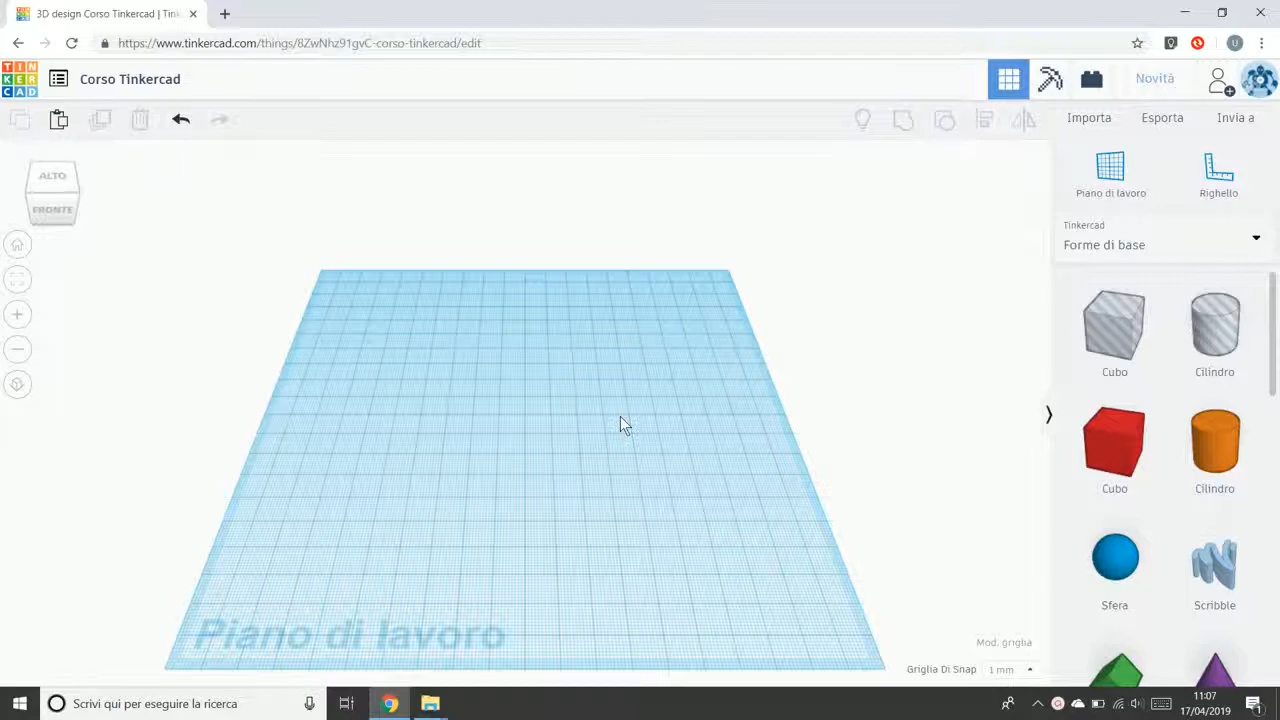 3D design Corso Tinkercad | Tink
https://www.tinkercad.com/things/8ZwNhz91gvC-corso-tinkercad/edit
U
TIN
KER
CAD
Corso Tinkercad
Novità
Importa
Esporta
Invia a
ALTO
FRONTE
Piano di lavoro
Righello
Tinkercad
Forme di base
Cubo
Cilindro
Cubo
Cilindro
Sfera
Scribble
Piano di lavoro
Mod. griglia
Griglia Di Snap
1 mm
Scrivi qui per eseguire la ricerca
11:07
17/04/2019
1